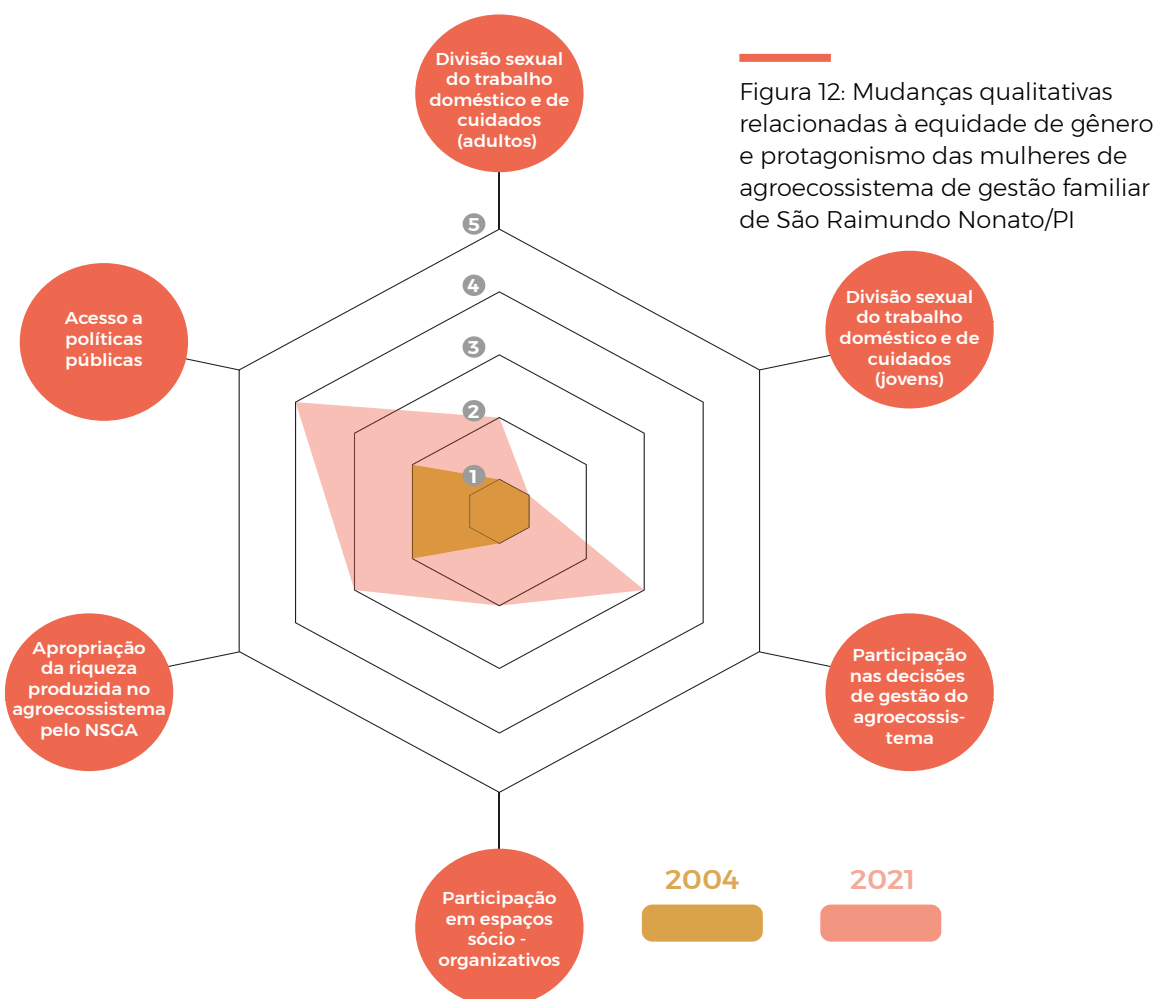 Divisão sexual
do trabalho
doméstico e de
cuidados
(adultos)
Figura 12: Mudanças qualitativas
relacionadas à equidade de gênero
e protagonismo das mulheres de
agroecossistema de gestão familiar
de São Raimundo Nonato/PI
5
4
3
2
1
Acesso a
políticas
públicas
Divisão sexual
do trabalho
doméstico e de
cuidados
(jovens)
Apropriação
da riqueza
produzida no
agroecossistema
pelo NSGA
Participação
nas decisões
de gestão do
agroecossis-
tema
Participação
em espaços
sócio -
organizativos
2004
2021